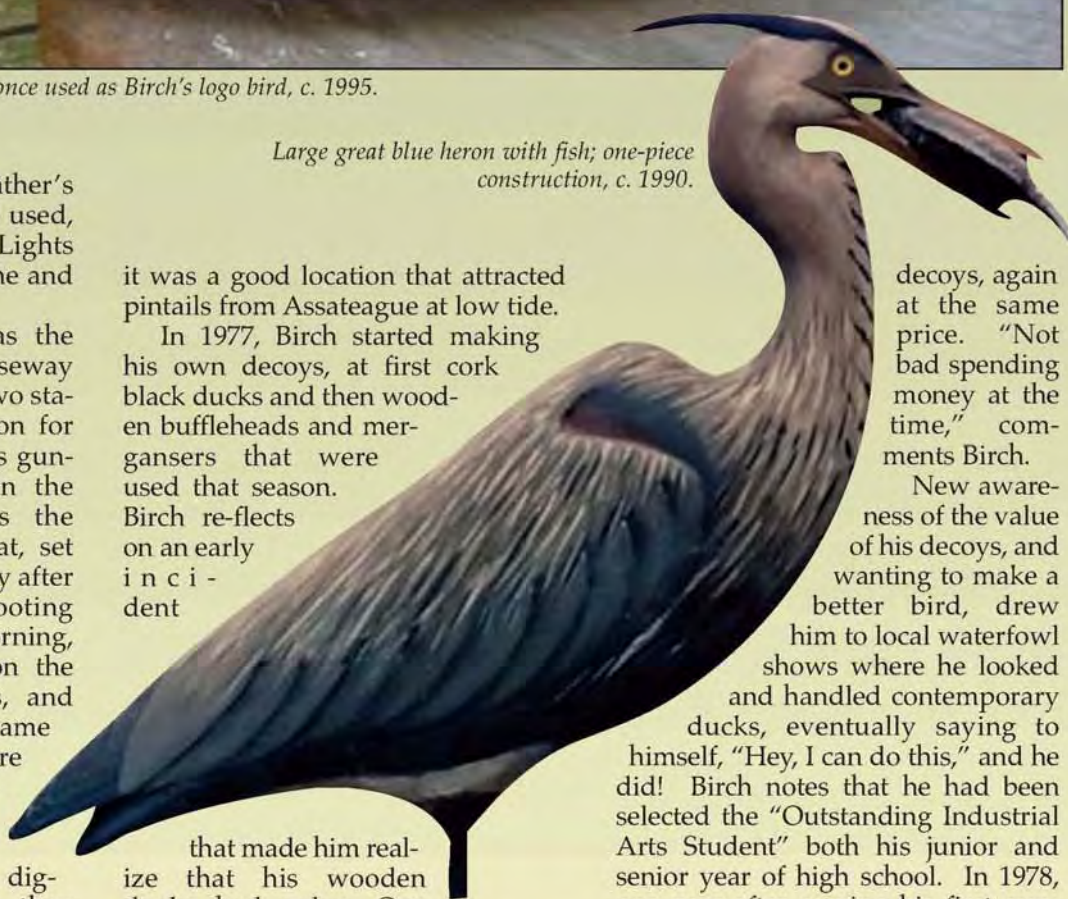 once used as Birch's logo bird, c. 1995.
Large great blue heron with fish; one-piece
construction, c. 1990.
ather's
used,
Lights
ne and
as the
seway
vo sta-
on for
s gun-
n the
s the
at, set
y after
ooting
rning,
on the
s, and
ame
re
dig-
it was a good location that attracted
pintails from Assateague at low tide.
In 1977, Birch started making
his own decoys, at first cork
black ducks and then wood-
en buffleheads and mer-
gansers that were
used that season.
Birch re-flects
on an early
inci-
dent
that made him real-
ize that his wooden
decoys, again
at the same
price. "Not
bad spending
money at the
time," com-
ments Birch.
New aware-
ness of the value
of his decoys, and
wanting to make a
better bird, drew
him to local waterfowl
shows where he looked
and handled contemporary
ducks, eventually saying to
himself, "Hey, I can do this," and he
did! Birch notes that he had been
selected the "Outstanding Industrial
Arts Student" both his junior and
senior year of high school. In 1978,